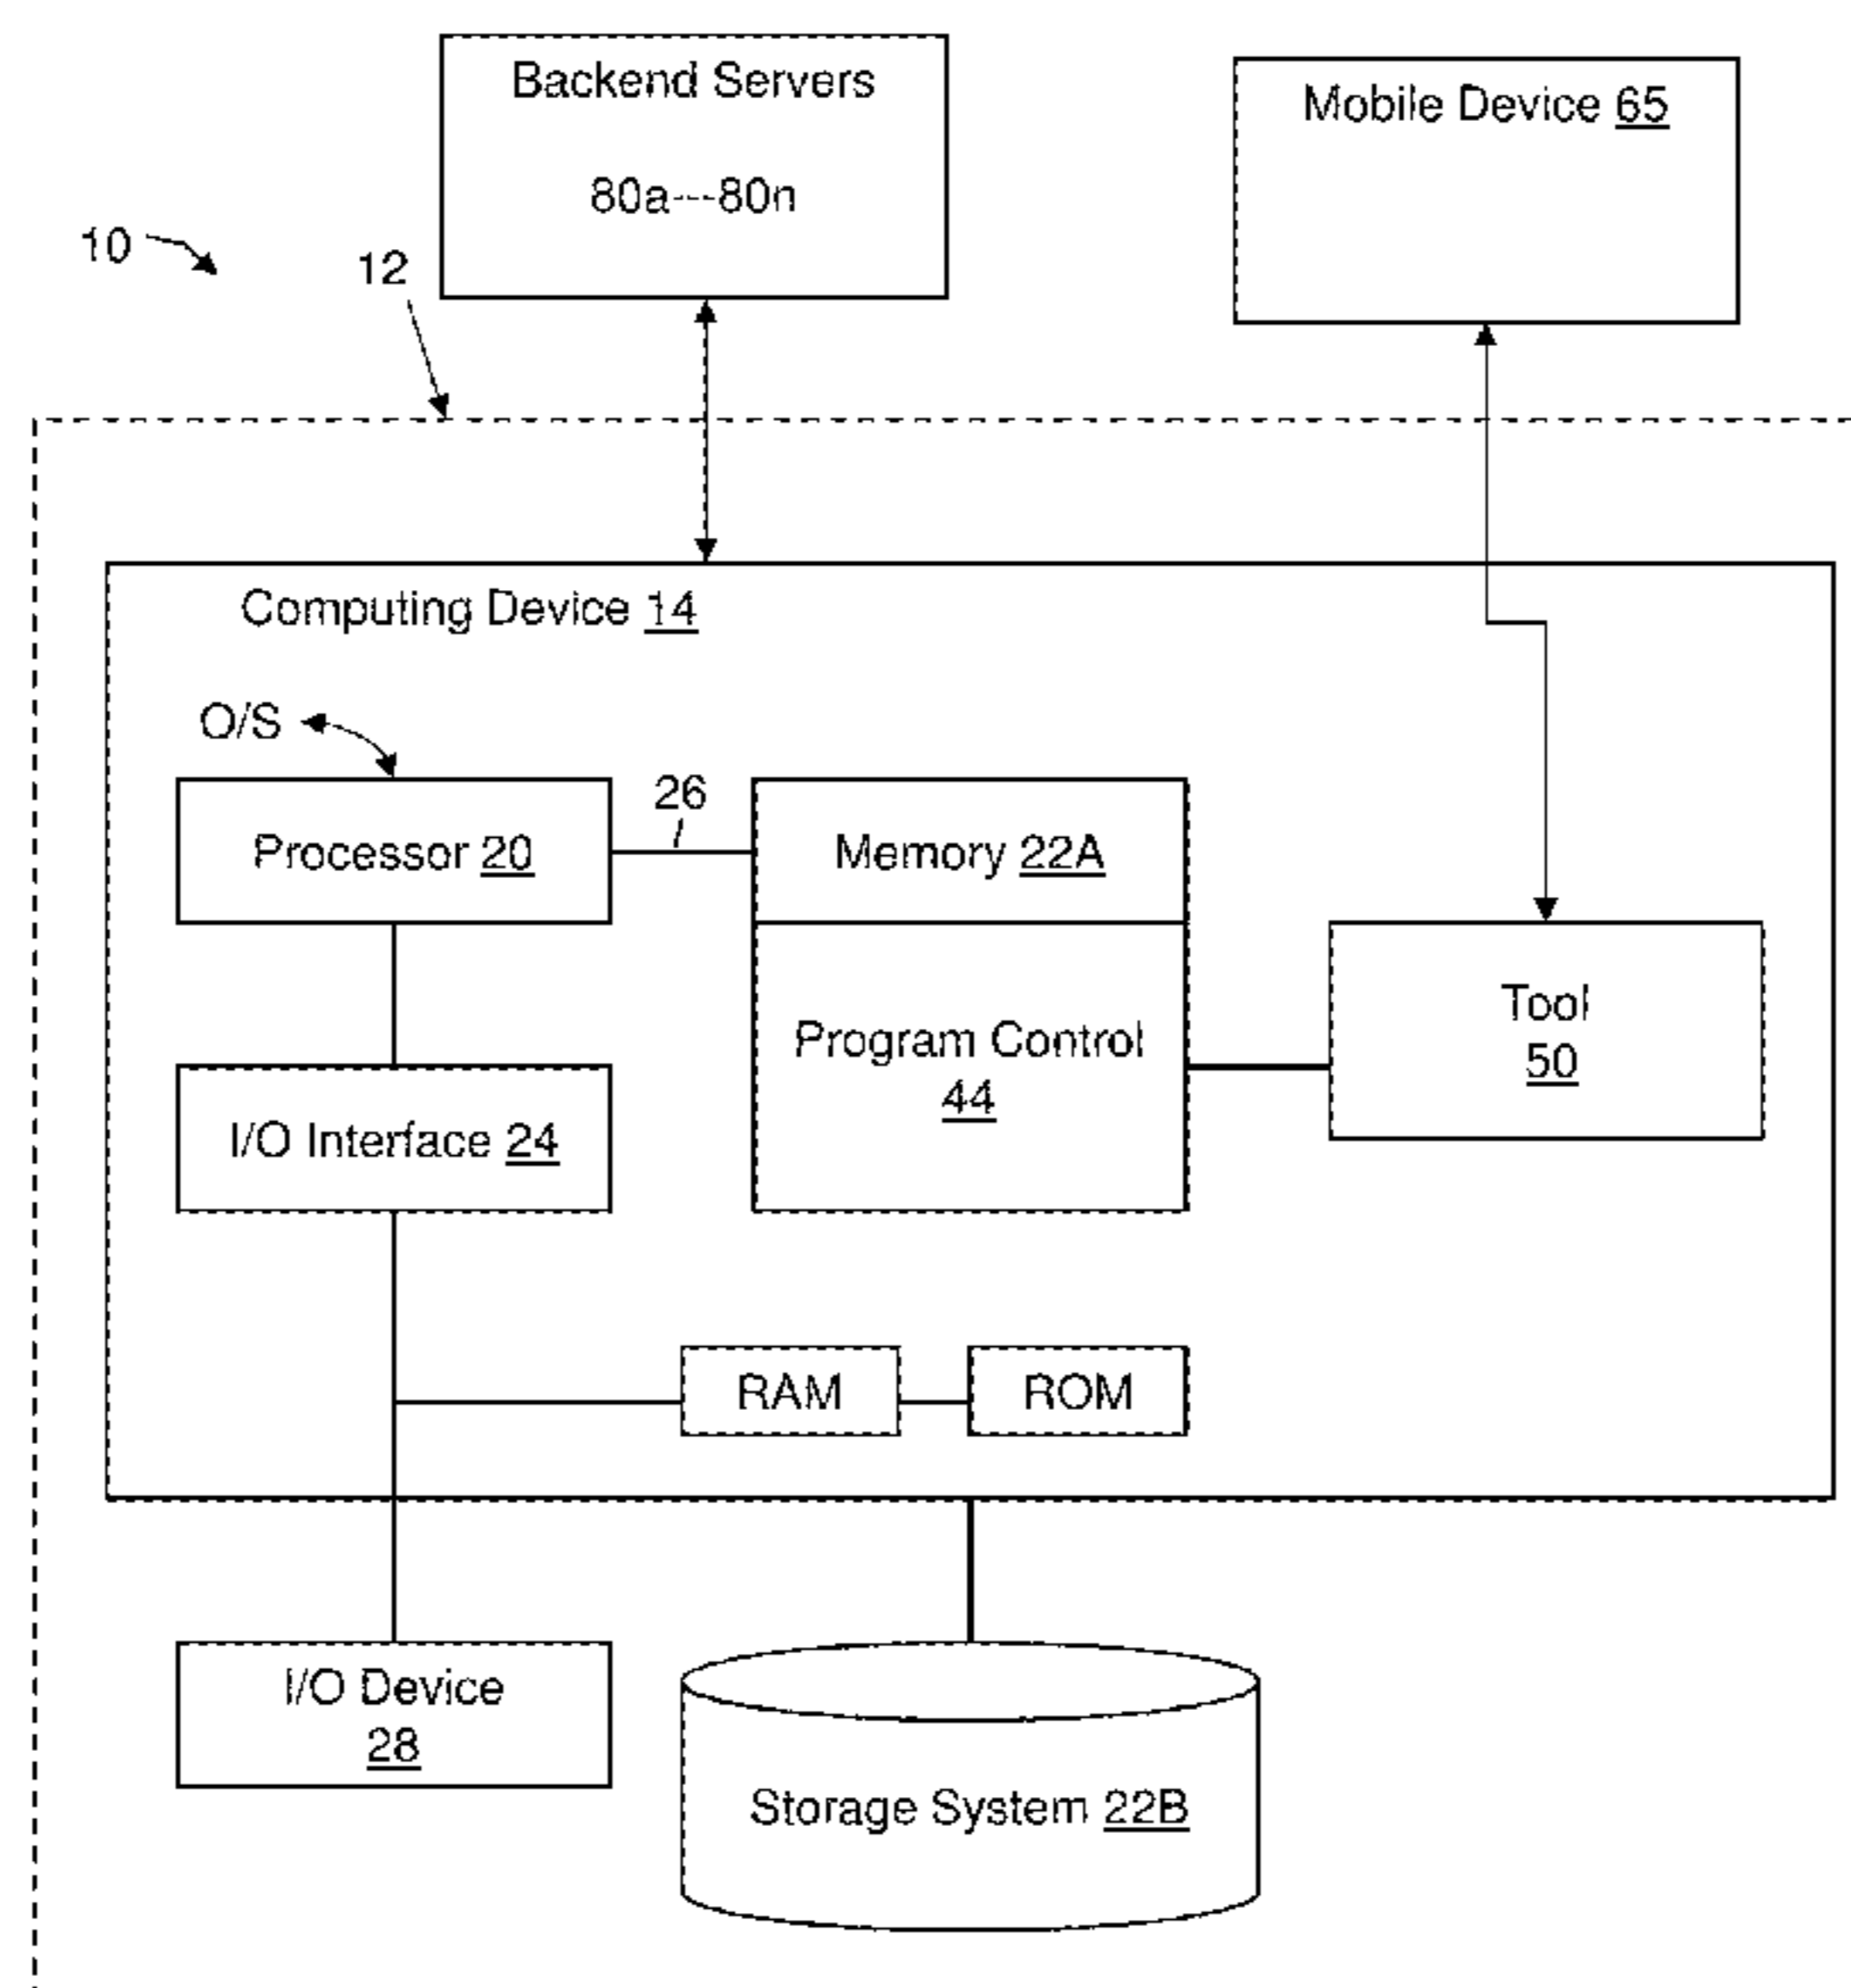 Backend Servers
80a---80n
Mobile Device 65
10
12
Computing Device 14
O/S
26
Processor 20
Memory 22A
Program Control
44
Tool
50
I/O Interface 24
RAM
ROM
I/O Device
28
Storage System 22B